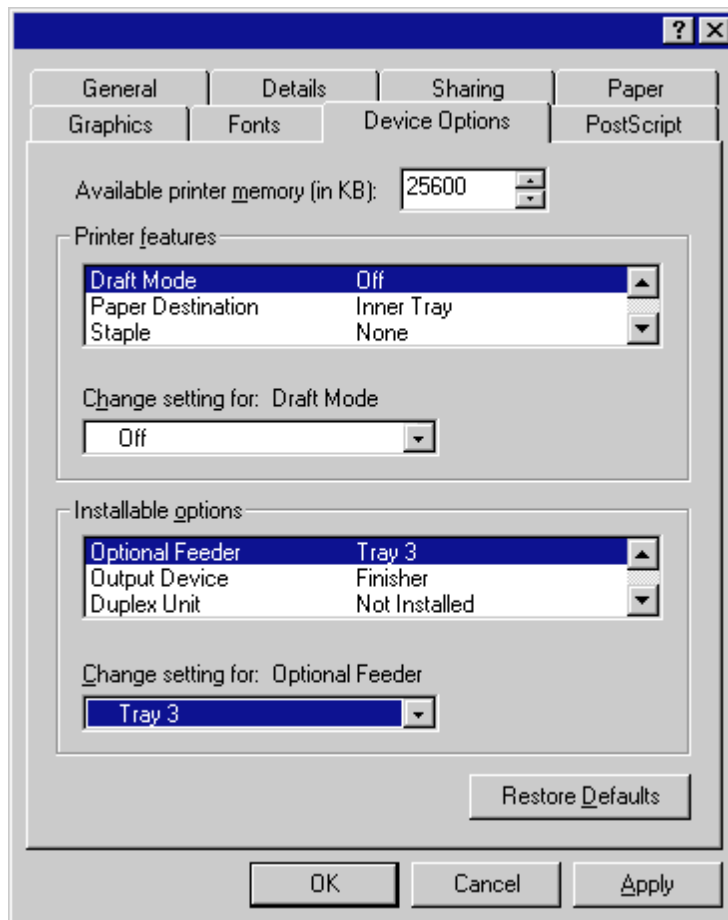 ?
General Details Sharing Paper
Graphics Fonts Device Options PostScript
Available printer memory (in KB): 25600
Printer features
Draft Mode Off
Paper Destination Inner Tray
Staple None
Change setting for: Draft Mode
Off
Installable options
Optional Feeder Tray 3
Output Device Finisher
Duplex Unit Not Installed
Change setting for: Optional Feeder
Tray 3
Restore Defaults
OK Cancel Apply